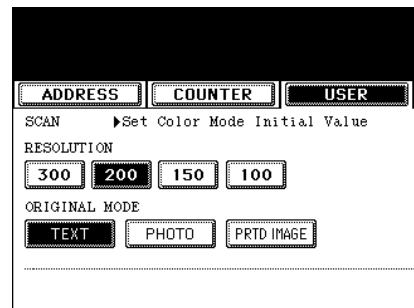 ADDRESS COUNTER USER
SCAN ▶Set Color Mode Initial Value
RESOLUTION
300 200 150 100
ORIGINAL MODE
TEXT PHOTO PRTD IMAGE